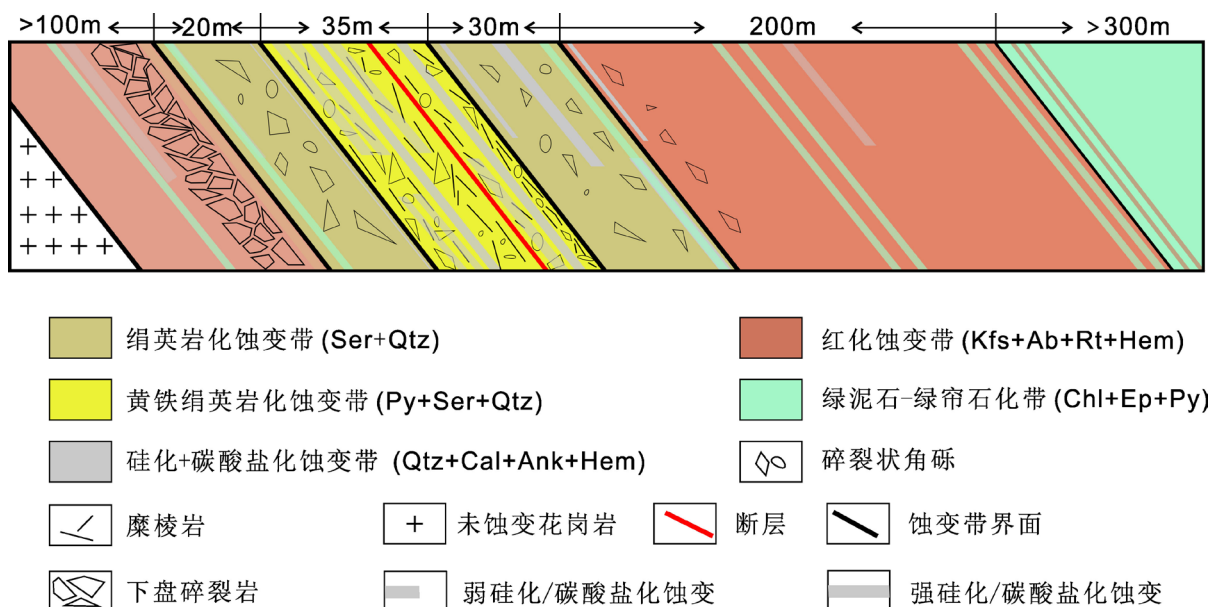 >100m 20m 35m 30m 200m >300m
绢英岩化蚀变带 (Ser+Qtz) 红化蚀变带 (Kfs+Ab+Rt+Hem)
黄铁绢英岩化蚀变带 (Py+Ser+Qtz) 绿泥石-绿帘石化带 (Chl+Ep+Py)
硅化+碳酸盐化蚀变带 (Qtz+Cal+Ank+Hem) 碎裂状角砾
糜棱岩 未蚀变花岗岩 断层 蚀变带界面
下盘碎裂岩 弱硅化/碳酸盐化蚀变 强硅化/碳酸盐化蚀变